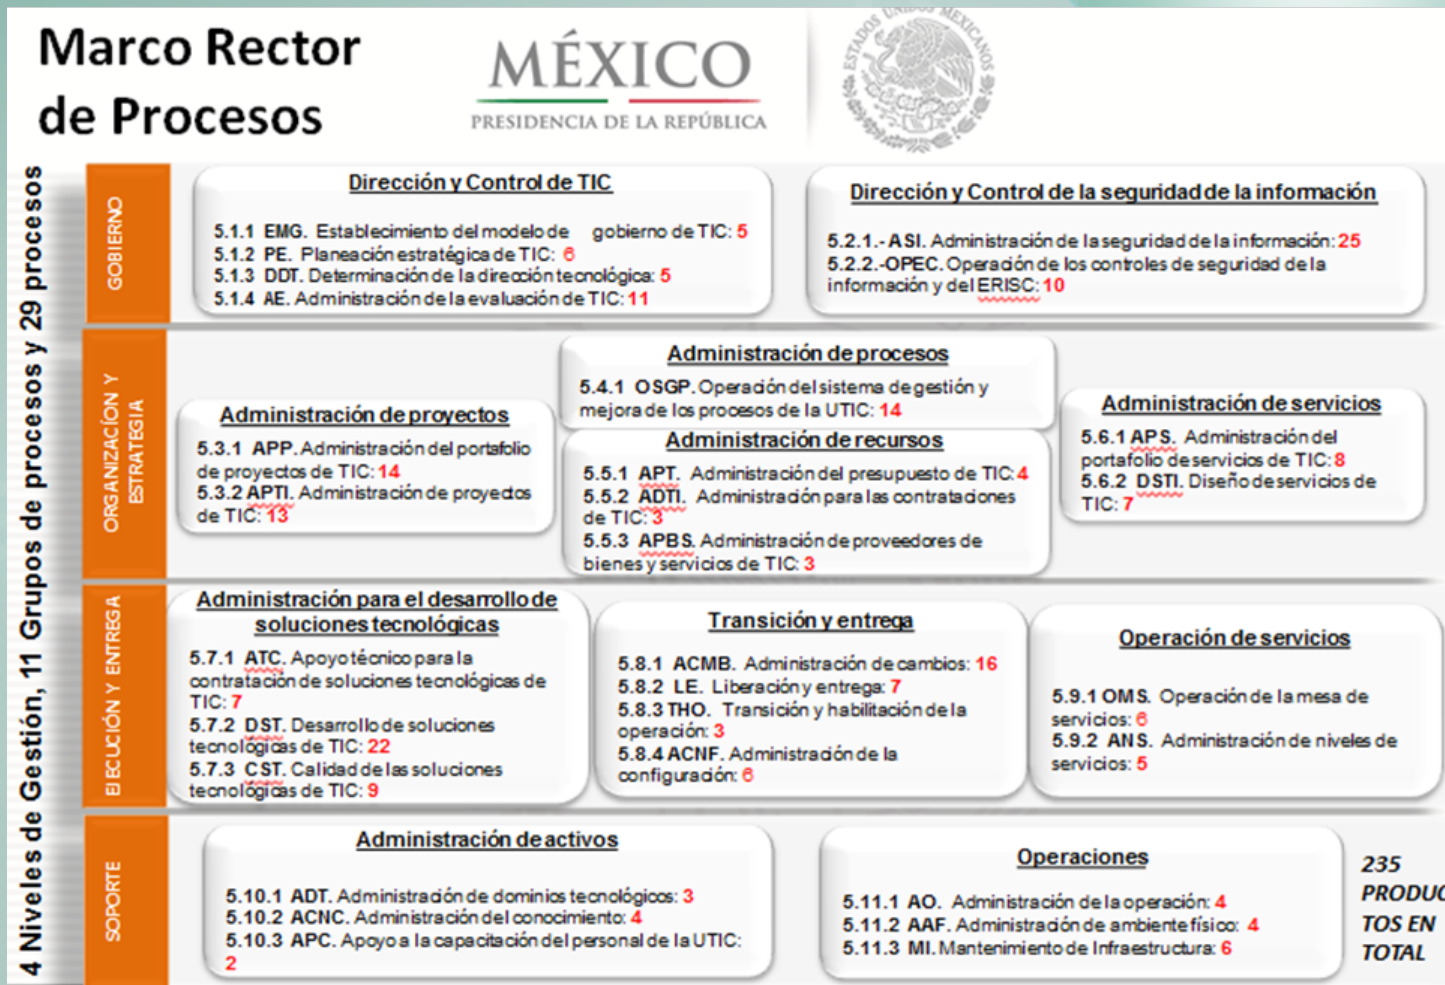 Marco Rector
de Procesos
MÉXICO
PRESIDENCIA DE LA REPÚBLICA
ESTADOS UNIDOS MEXICANOS
4 Niveles de Gestión, 11 Grupos de procesos y 29 procesos
GOBIERNO
Dirección y Control de TIC
5.1.1 EMG. Establecimiento del modelo de gobierno de TIC: 5
5.1.2 PE. Planeación estratégica de TIC: 6
5.1.3 DDT. Determinación de la dirección tecnológica: 5
5.1.4 AE. Administración de la evaluación de TIC: 11
Dirección y Control de la seguridad de la información
5.2.1.- ASI. Administración de la seguridad de la información: 25
5.2.2.-OPEC. Operación de los controles de seguridad de la
información y del ERISC: 10
ORGANIZACÍON Y
ESTRATEGIA
Administración de proyectos
5.3.1 APP. Administración del portafolio
de proyectos de TIC: 14
5.3.2 APTI. Administración de proyectos
de TIC: 13
Administración de procesos
5.4.1 OSGP. Operación del sistema de gestión y
mejora de los procesos de la UTIC: 14
Administración de recursos
5.5.1 APT. Administración del presupuesto de TIC: 4
5.5.2 ADTI. Administración para las contrataciones
de TIC: 3
5.5.3 APBS. Administración de proveedores de
bienes y servicios de TIC: 3
Administración de servicios
5.6.1 APS. Administración del
portafolio de servicios de TIC: 8
5.6.2 DSTI. Diseño de servicios de
TIC: 7
EJECUCIÓN Y ENTREGA
Administración para el desarrollo de
soluciones tecnológicas
5.7.1 ATC. Apoyo técnico para la
contratación de soluciones tecnológicas de
TIC: 7
5.7.2 DST. Desarrollo de soluciones
tecnológicas de TIC: 22
5.7.3 CST. Calidad de las soluciones
tecnológicas de TIC: 9
Transición y entrega
5.8.1 ACMB. Administración de cambios: 16
5.8.2 LE. Liberación y entrega: 7
5.8.3 THO. Transición y habilitación de la
operación: 3
5.8.4 ACNF. Administración de la
configuración: 6
Operación de servicios
5.9.1 OMS. Operación de la mesa de
servicios: 6
5.9.2 ANS. Administración de niveles de
servicios: 5
SOPORTE
Administración de activos
5.10.1 ADT. Administración de dominios tecnológicos: 3
5.10.2 ACNC. Administración del conocimiento: 4
5.10.3 APC. Apoyo a la capacitación del personal de la UTIC:
2
Operaciones
5.11.1 AO. Administración de la operación: 4
5.11.2 AAF. Administración de ambiente físico: 4
5.11.3 MI. Mantenimiento de Infraestructura: 6
235
PRODUC
TOS EN
TOTAL